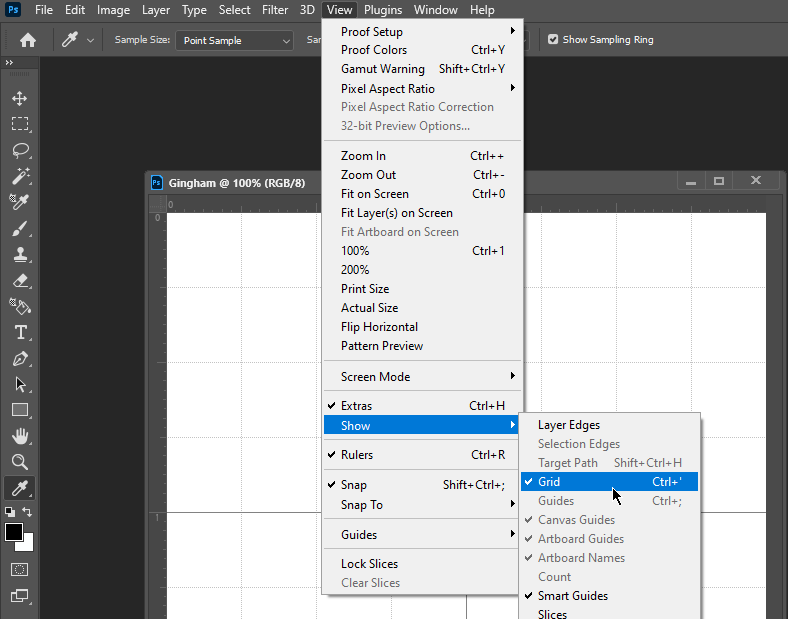 Ps File Edit Image Layer Type Select Filter 3D View Plugins Window Help
Sample Size: Point Sample Sar Show Sampling Ring
Proof Setup
Proof Colors Ctrl+Y
Gamut Warning Shift+Ctrl+Y
Pixel Aspect Ratio
Pixel Aspect Ratio Correction
32-bit Preview Options...
Zoom In Ctrl++
Zoom Out Ctrl+-
Fit on Screen Ctrl+0
Fit Layer(s) on Screen
Fit Artboard on Screen
100% Ctrl+1
200%
Print Size
Actual Size
Flip Horizontal
Pattern Preview
Screen Mode
Extras Ctrl+H
Show
Rulers Ctrl+R
Snap Shift+Ctrl+;
Snap To
Guides
Lock Slices
Clear Slices
Layer Edges
Selection Edges
Target Path Shift+Ctrl+H
Grid Ctrl+'
Guides Ctrl+;
Canvas Guides
Artboard Guides
Artboard Names
Count
Smart Guides
Slices
Ps Gingham @ 100% (RGB/8)
0
0
1
T